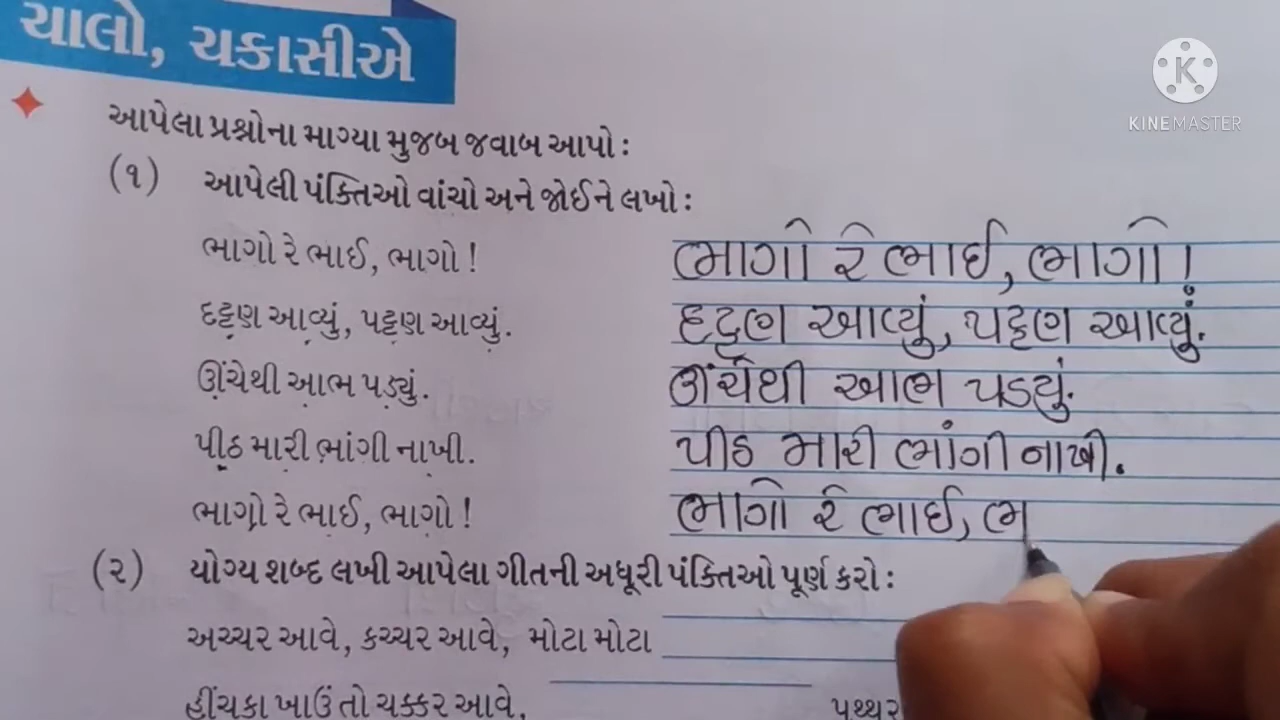 ચાલો, ચકાસીએ
K
KINEMASTER
આપેલા પ્રશ્નોના માગ્યા મુજબ જવાબ આપો :
(૧) આપેલી પંક્તિઓ વાંચો અને જોઈને લખો :
ભાગો રે ભાઈ, ભાગો ! ભાગો રે ભાઈ, ભાગો !
દટ્ટણ આવ્યું, પટ્ટણ આવ્યું. દટ્ટણ આવ્યું, પટ્ટણ આવ્યું.
ઊંચેથી આભ પડ્યું. ઊંચેથી આભ પડ્યું.
પીઠ મારી ભાંગી નાખી. પીઠ મારી ભાંગી નાખી.
ભાગો રે ભાઈ, ભાગો ! ભાગો રે ભાઈ, ભા
(૨) યોગ્ય શબ્દ લખી આપેલા ગીતની અધૂરી પંક્તિઓ પૂર્ણ કરો :
અચ્ચર આવે, કચ્ચર આવે, મોટા મોટા
હીંચકા ખાઉં તો ચક્કર આવે, પથ્થર